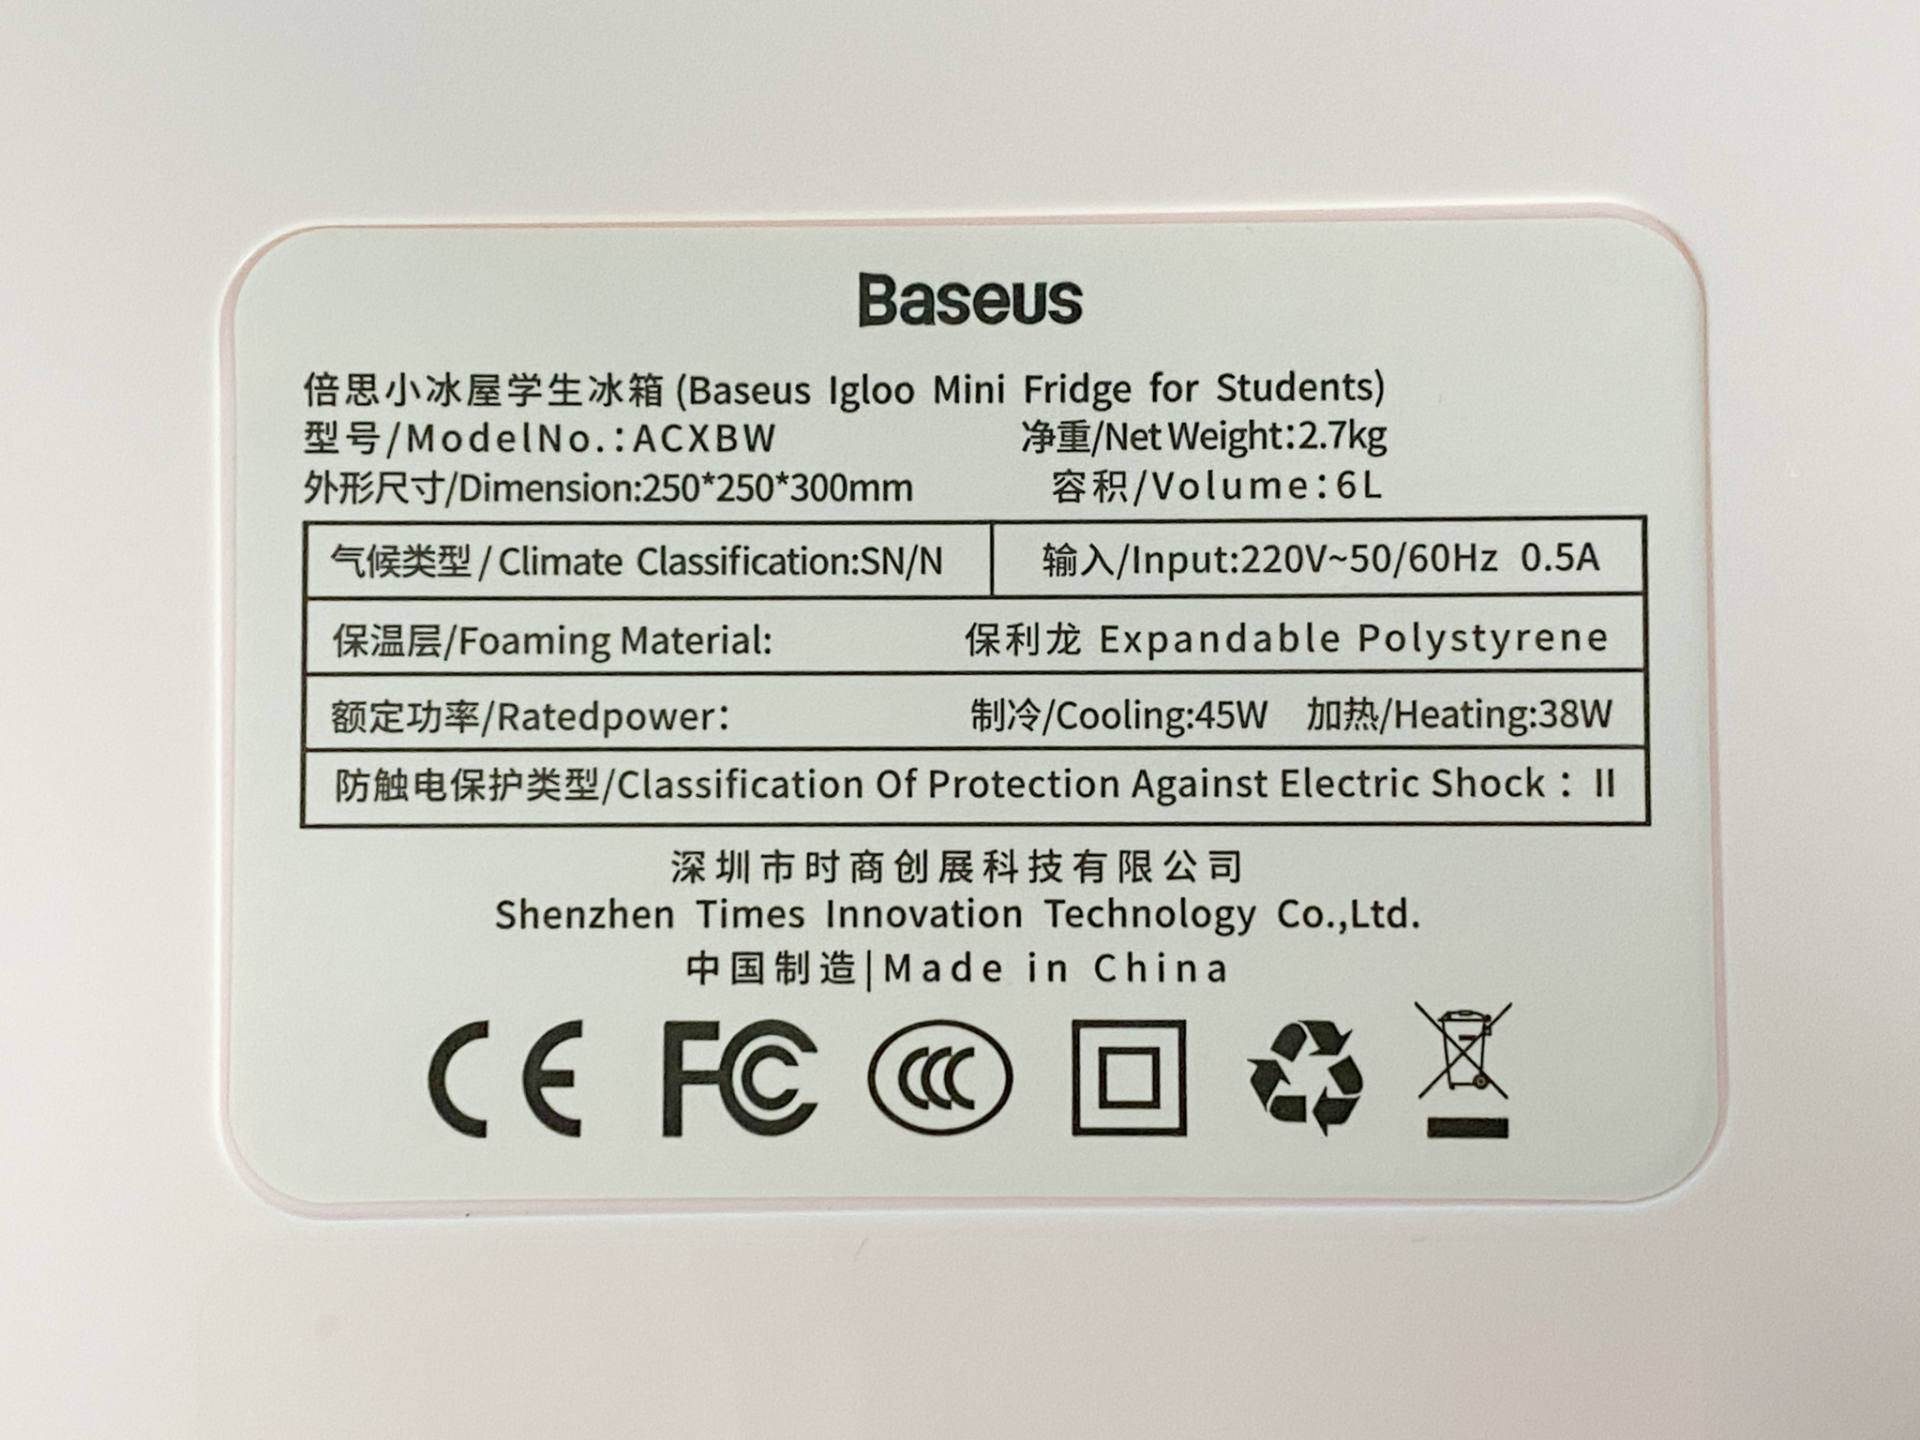 Baseus
倍思小冰屋学生冰箱 (Baseus Igloo Mini Fridge for Students)
型号/ModelNo.:ACXBW 净重/Net Weight:2.7kg
外形尺寸/Dimension:250*250*300mm 容积/Volume:6L
气候类型 / Climate Classification:SN/N 输入/Input:220V~50/60Hz 0.5A
保温层/Foaming Material: 保利龙 Expandable Polystyrene
额定功率/Ratedpower: 制冷/Cooling:45W 加热/Heating:38W
防触电保护类型/Classification Of Protection Against Electric Shock : II
深圳市时商创展科技有限公司
Shenzhen Times Innovation Technology Co.,Ltd.
中国制造|Made in China
CE FC CCC